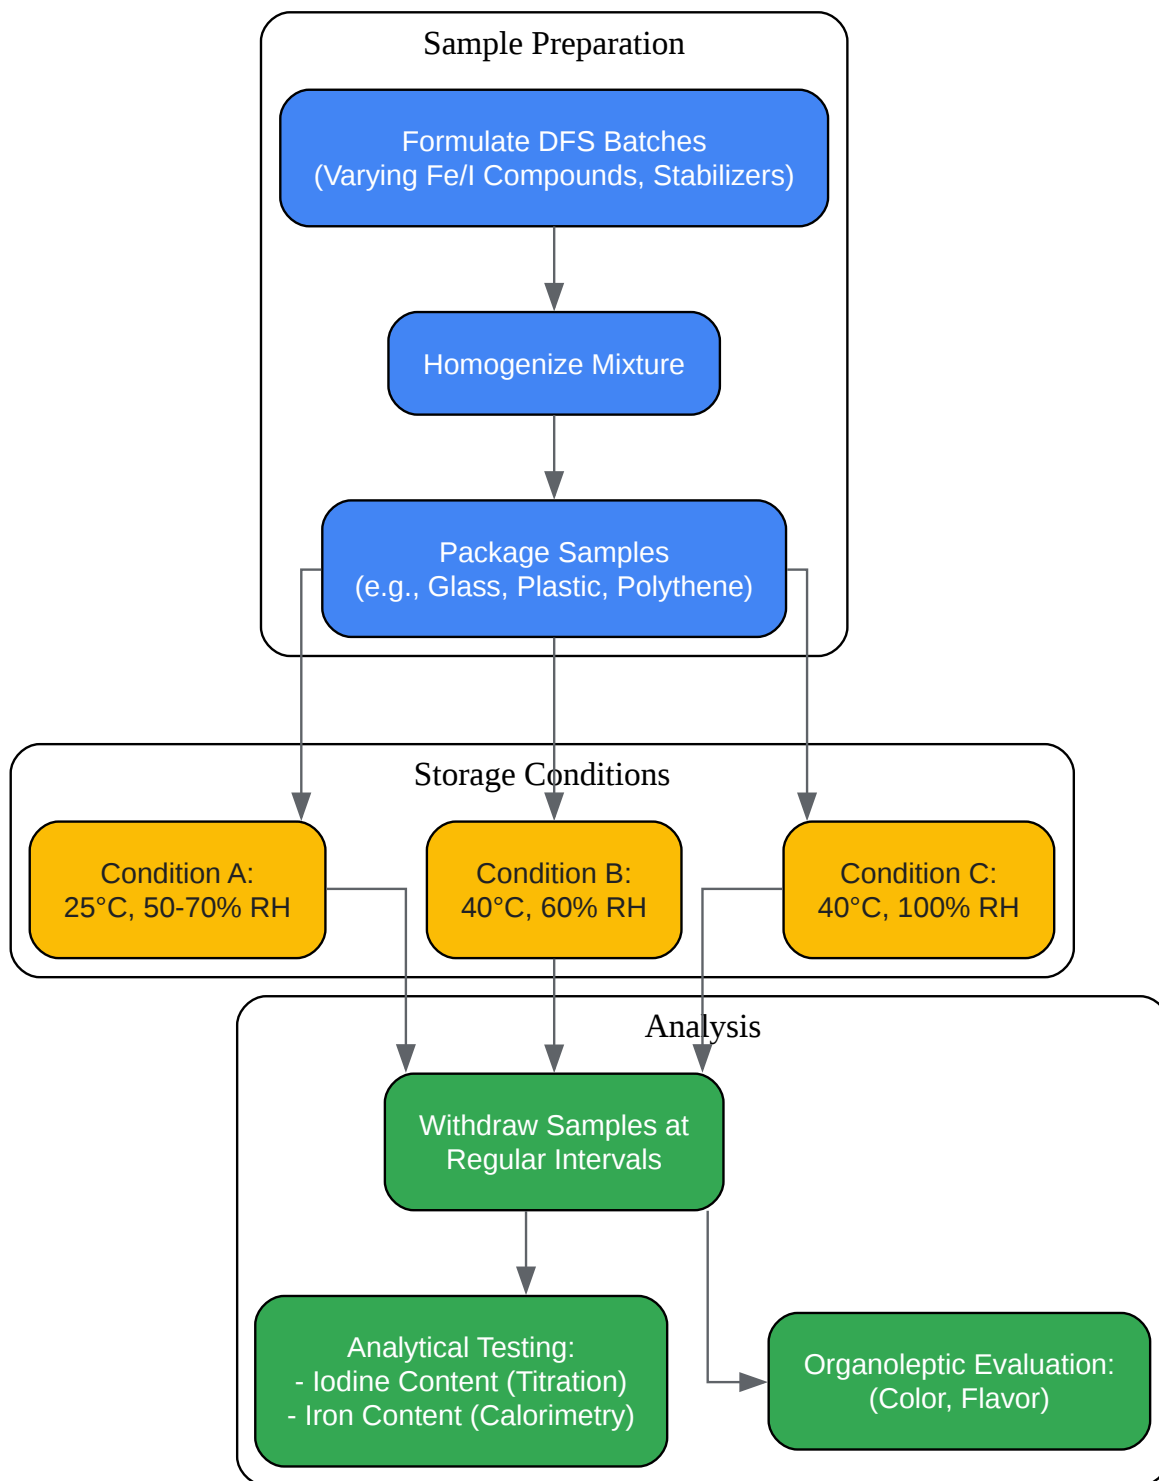 Sample Preparation
Formulate DFS Batches
(Varying Fe/I Compounds, Stabilizers)
Homogenize Mixture
Package Samples
(e.g., Glass, Plastic, Polythene)
Storage Conditions
Condition A:
25°C, 50-70% RH
Condition B:
40°C, 60% RH
Condition C:
40°C, 100% RH
Analysis
Withdraw Samples at
Regular Intervals
Analytical Testing:
- Iodine Content (Titration)
- Iron Content (Calorimetry)
Organoleptic Evaluation:
(Color, Flavor)